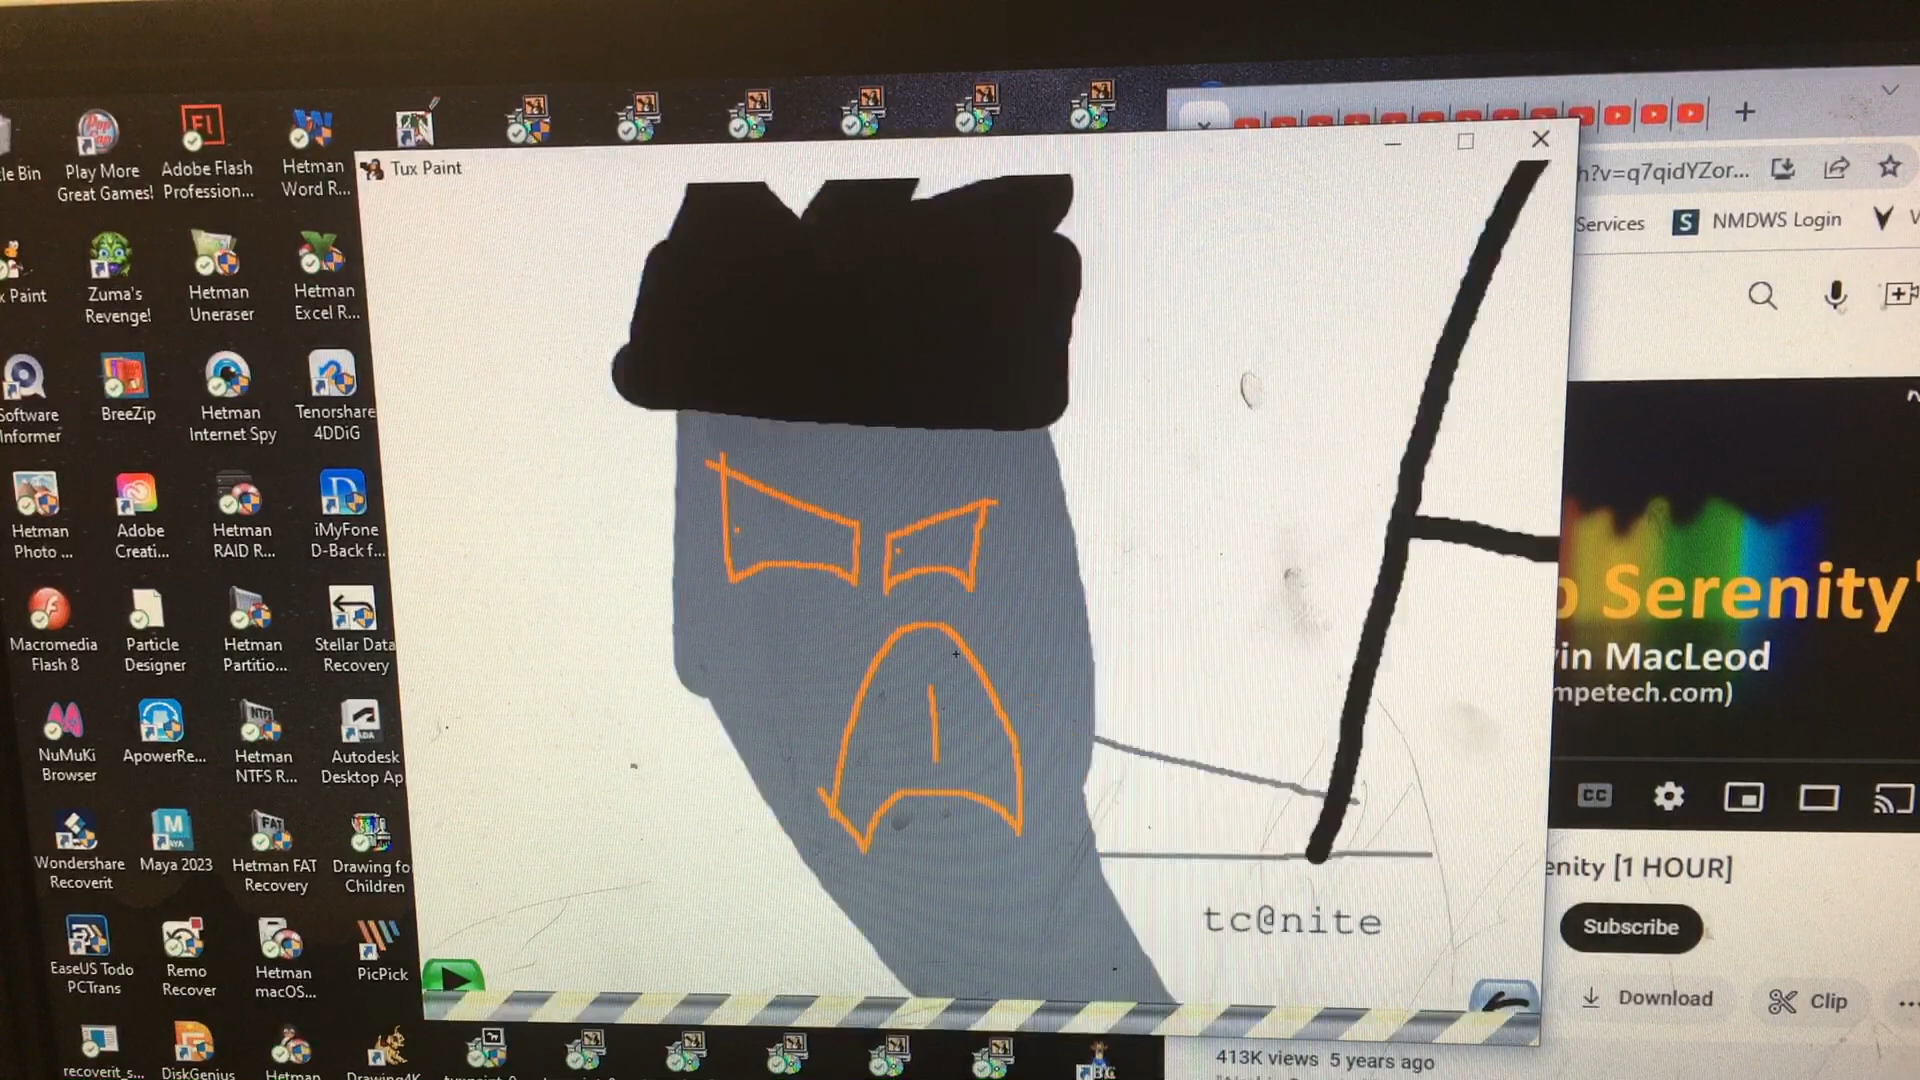 le Bin
Play More
Great Games!
Adobe Flash
Profession...
Hetman
Word R...
x Paint
Zuma's
Revenge!
Hetman
Uneraser
Hetman
Excel R...
Software
Informer
BreeZip
Hetman
Internet Spy
Tenorshare
4DDiG
Hetman
Photo ...
Adobe
Creati...
Hetman
RAID R...
iMyFone
D-Back f...
Macromedia
Flash 8
Particle
Designer
Hetman
Partitio...
Stellar Data
Recovery
NuMuKi
Browser
ApowerRe...
Hetman
NTFS R...
Autodesk
Desktop Ap
Wondershare
Recoverit
Maya 2023
Hetman FAT
Recovery
Drawing fo
Children
EaseUS Todo
PCTrans
Remo
Recover
Hetman
macOS...
PicPick
recoverit_s...
DiskGenius
Hetman
Drawing4K
Tux Paint
tc@nite
h?v=q7qidYZor...
Services
NMDWS Login
o Serenity"
vin MacLeod
mpetech.com)
CC
enity [1 HOUR]
Subscribe
Download
Clip
413K views 5 years ago